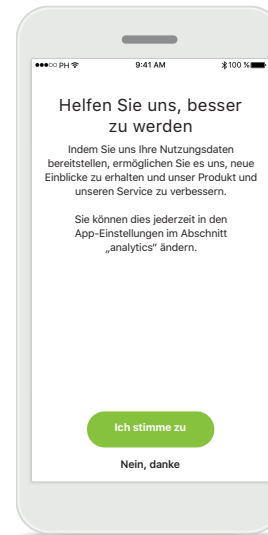 ●●●○○ PH 9:41 AM 100 %
Helfen Sie uns, besser
zu werden
Indem Sie uns Ihre Nutzungsdaten
bereitstellen, ermöglichen Sie es uns, neue
Einblicke zu erhalten und unser Produkt und
unseren Service zu verbessern.
Sie können dies jederzeit in den
App-Einstellungen im Abschnitt
„analytics“ ändern.
Ich stimme zu
Nein, danke